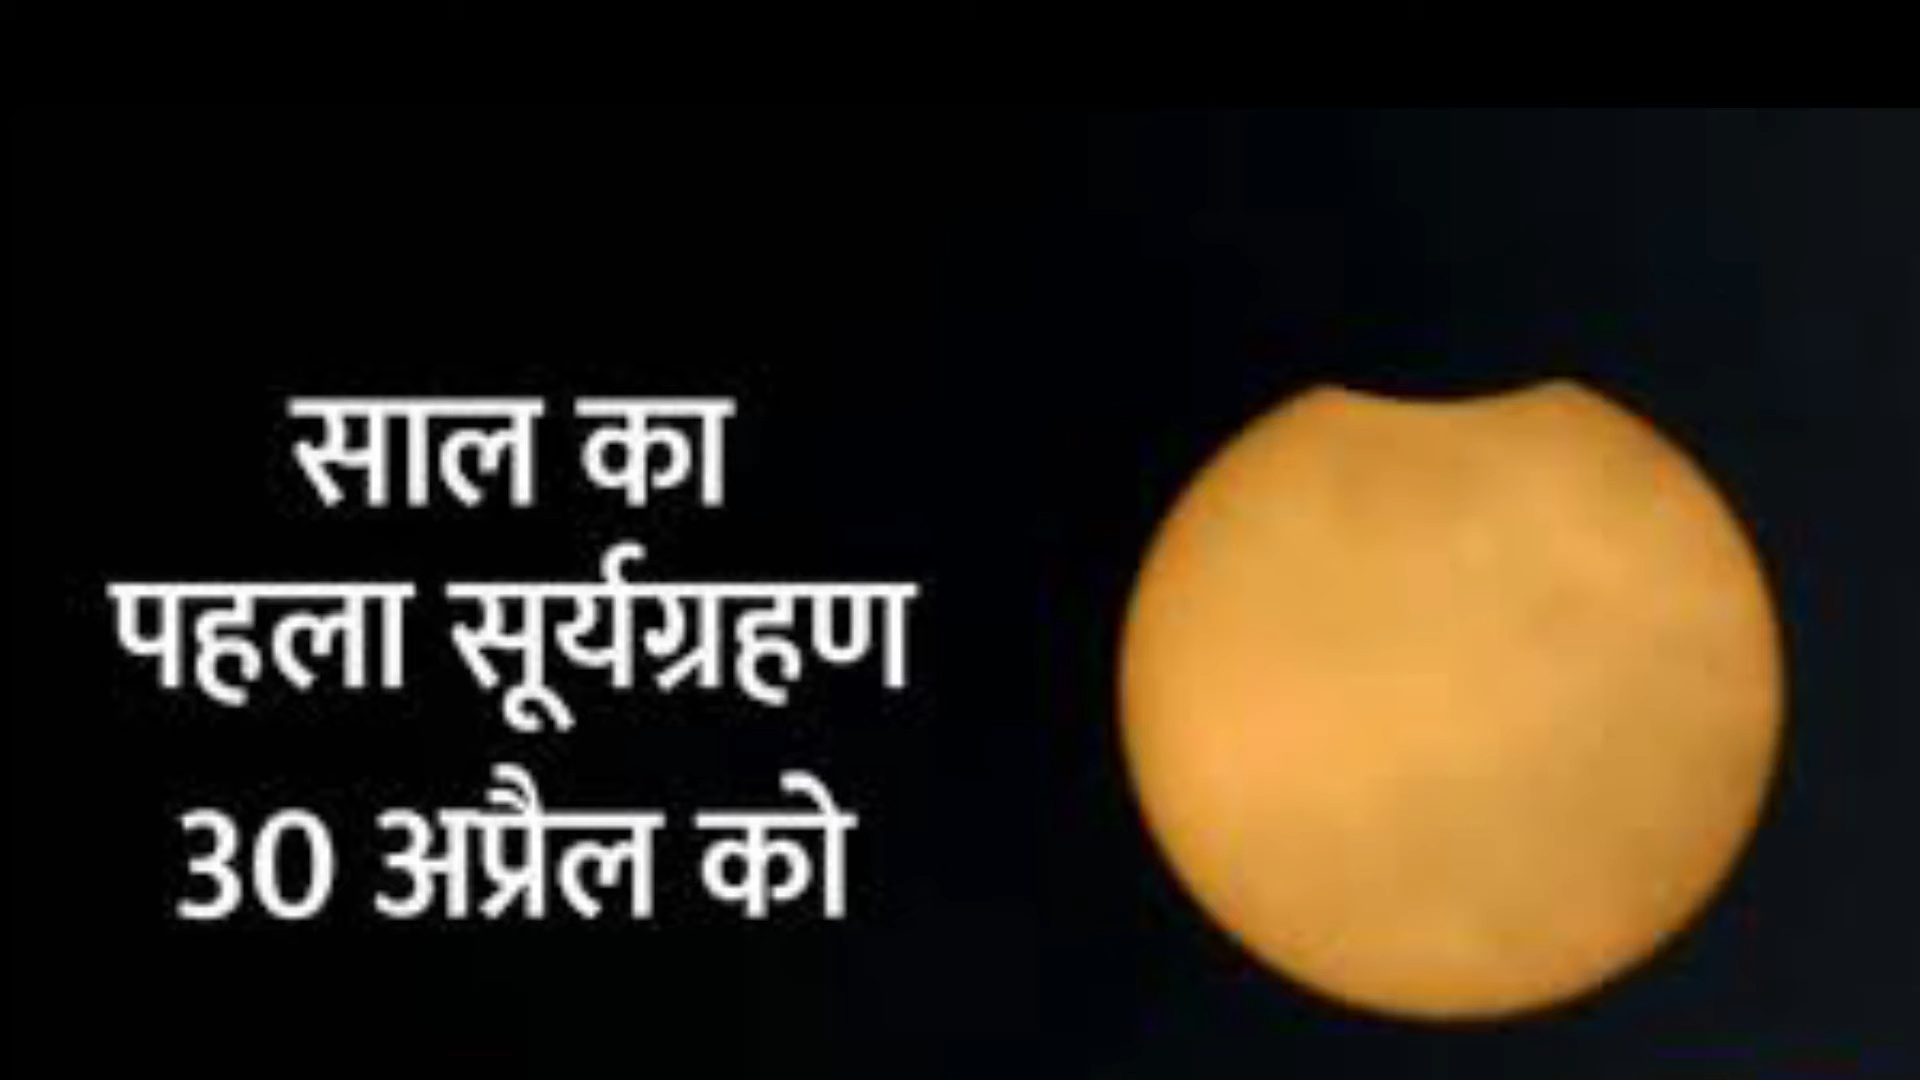 साल का
पहला सूर्यग्रहण
30 अप्रैल को